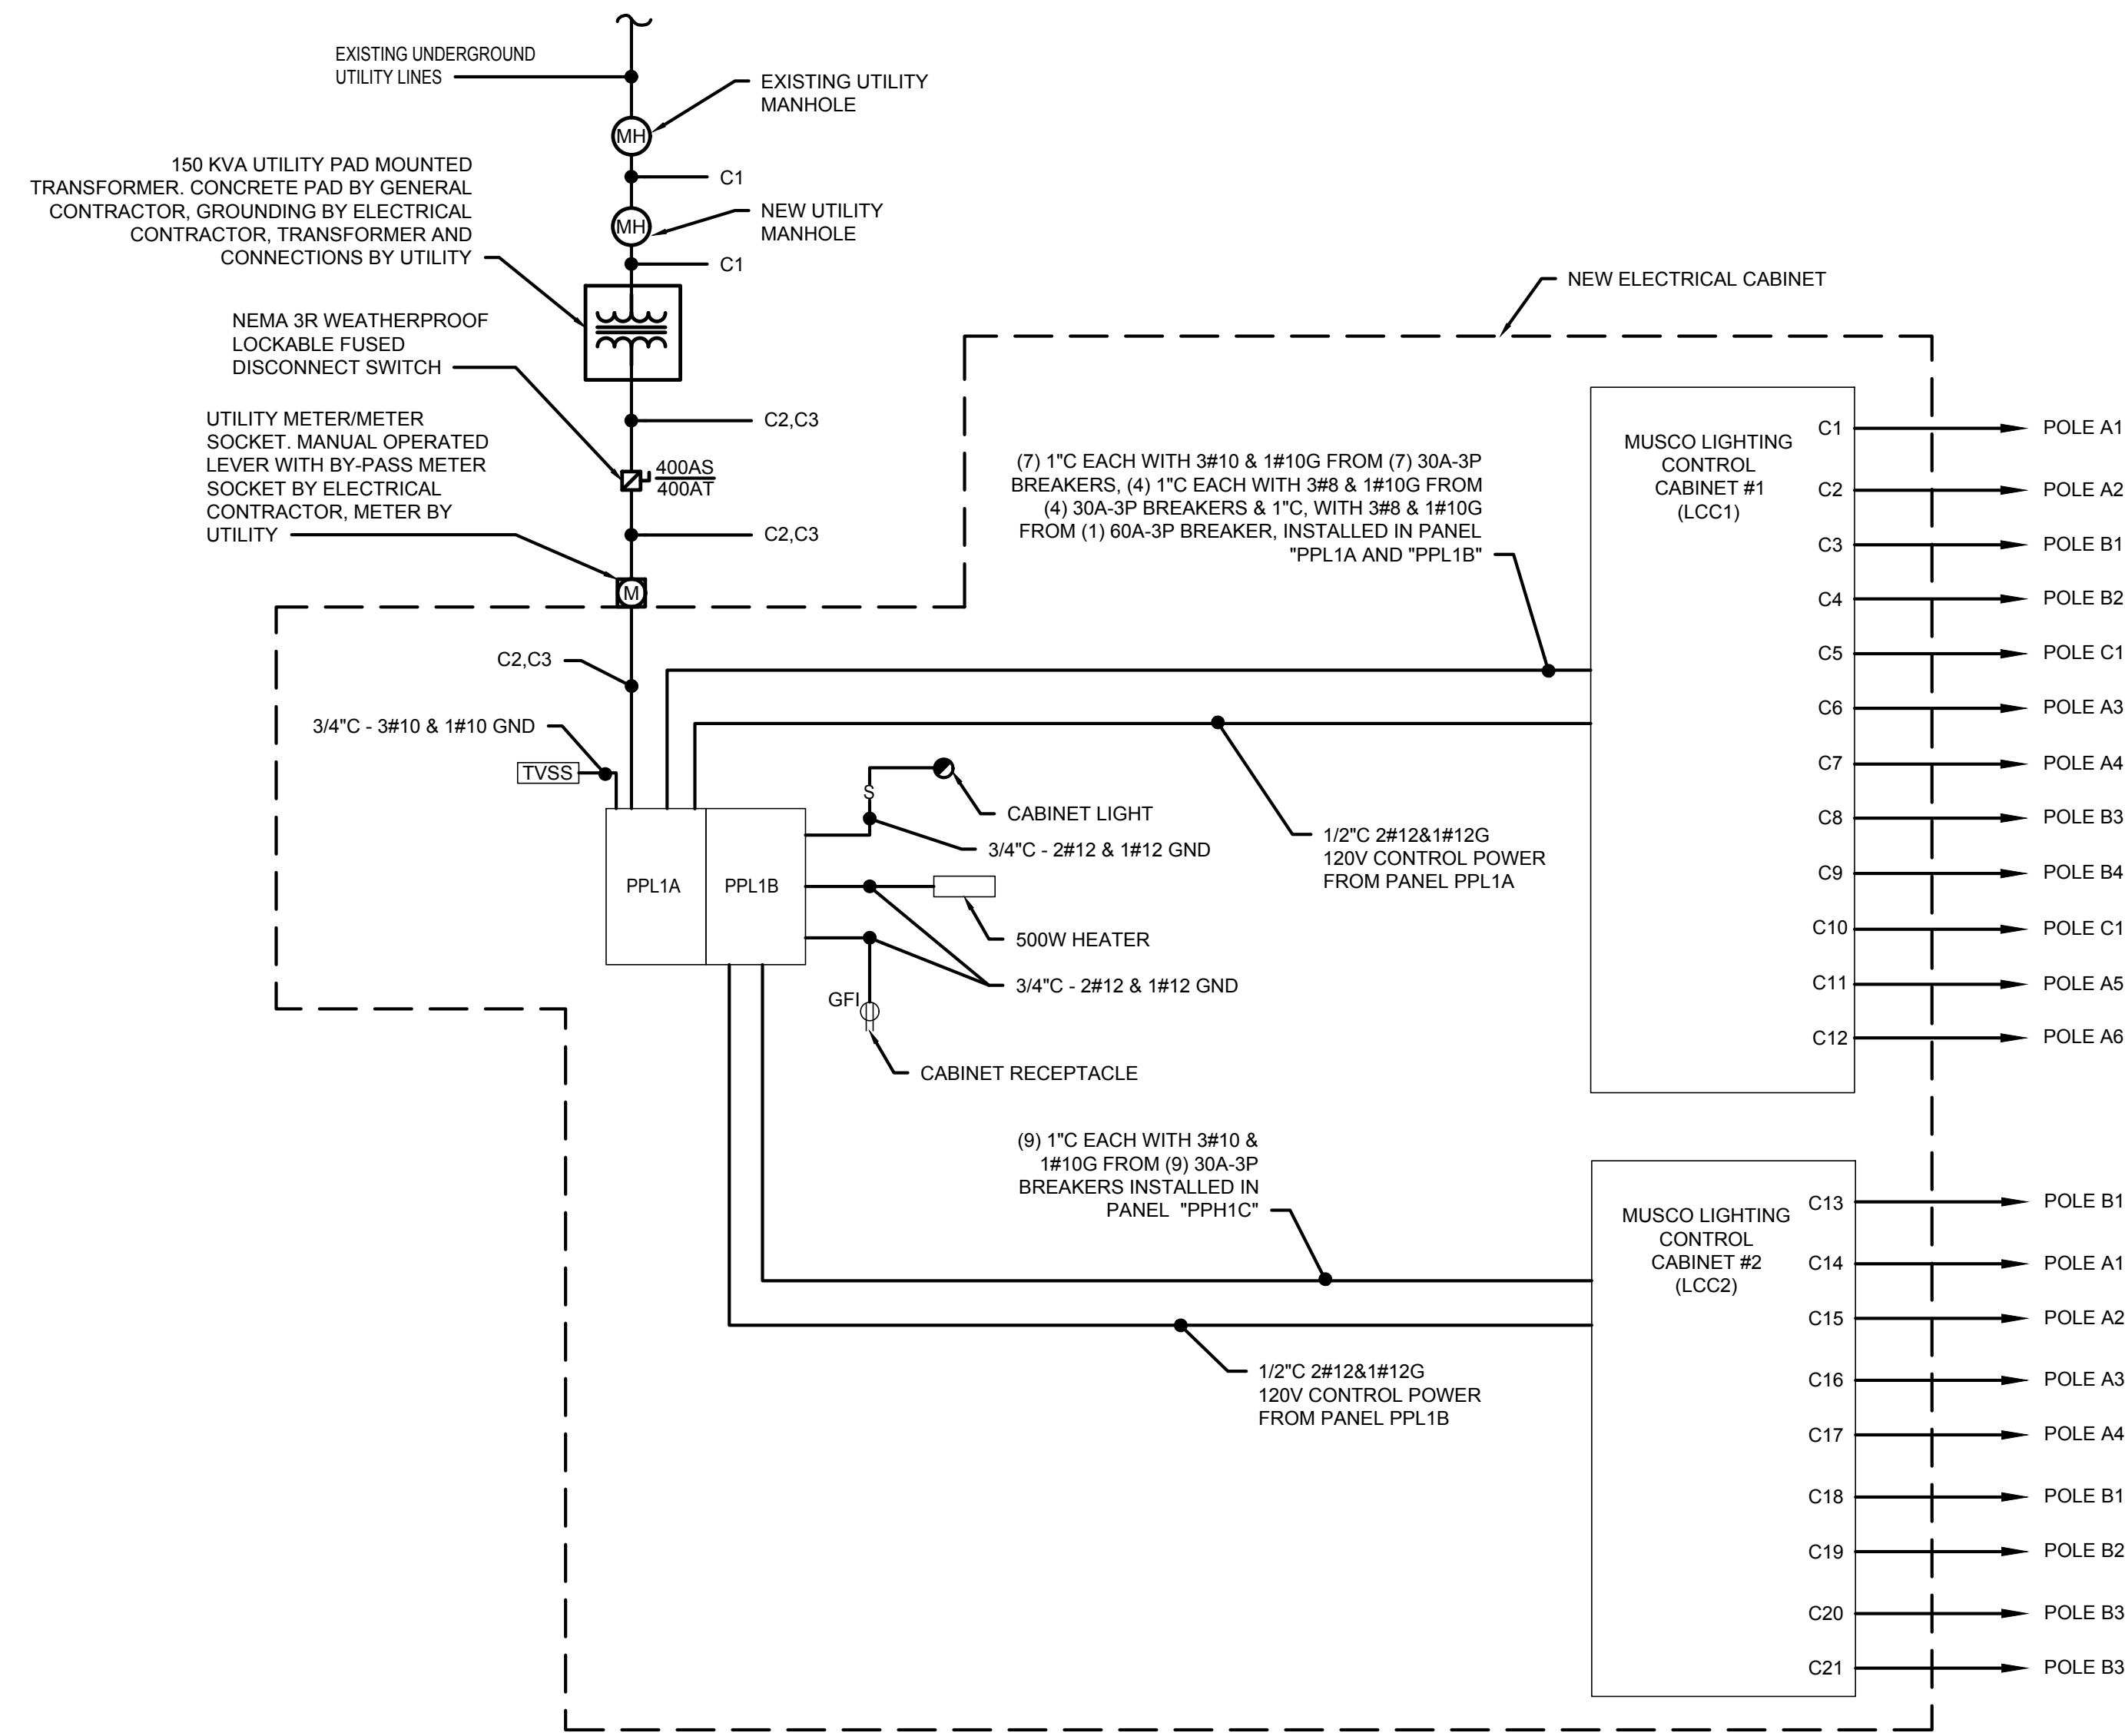 EXISTING UNDERGROUND
UTILITY LINES
EXISTING UTILITY
MANHOLE
MH
C1
MH
NEW UTILITY
MANHOLE
C1
150 KVA UTILITY PAD MOUNTED
TRANSFORMER. CONCRETE PAD BY GENERAL
CONTRACTOR, GROUNDING BY ELECTRICAL
CONTRACTOR, TRANSFORMER AND
CONNECTIONS BY UTILITY
NEMA 3R WEATHERPROOF
LOCKABLE FUSED
DISCONNECT SWITCH
C2,C3
400AS
400AT
UTILITY METER/METER
SOCKET. MANUAL OPERATED
LEVER WITH BY-PASS METER
SOCKET BY ELECTRICAL
CONTRACTOR, METER BY
UTILITY
C2,C3
M
C2,C3
3/4"C - 3#10 & 1#10 GND
TVSS
PPL1A
PPL1B
S
CABINET LIGHT
3/4"C - 2#12 & 1#12 GND
500W HEATER
3/4"C - 2#12 & 1#12 GND
GFI
CABINET RECEPTACLE
NEW ELECTRICAL CABINET
(7) 1"C EACH WITH 3#10 & 1#10G FROM (7) 30A-3P
BREAKERS, (4) 1"C EACH WITH 3#8 & 1#10G FROM
(4) 30A-3P BREAKERS & 1"C, WITH 3#8 & 1#10G
FROM (1) 60A-3P BREAKER, INSTALLED IN PANEL
"PPL1A AND "PPL1B"
1/2"C 2#12&1#12G
120V CONTROL POWER
FROM PANEL PPL1A
MUSCO LIGHTING
CONTROL
CABINET #1
(LCC1)
C1 POLE A1
C2 POLE A2
C3 POLE B1
C4 POLE B2
C5 POLE C1
C6 POLE A3
C7 POLE A4
C8 POLE B3
C9 POLE B4
C10 POLE C1
C11 POLE A5
C12 POLE A6
(9) 1"C EACH WITH 3#10 &
1#10G FROM (9) 30A-3P
BREAKERS INSTALLED IN
PANEL "PPH1C"
1/2"C 2#12&1#12G
120V CONTROL POWER
FROM PANEL PPL1B
MUSCO LIGHTING
CONTROL
CABINET #2
(LCC2)
C13 POLE B1
C14 POLE A1
C15 POLE A2
C16 POLE A3
C17 POLE A4
C18 POLE B1
C19 POLE B2
C20 POLE B3
C21 POLE B3